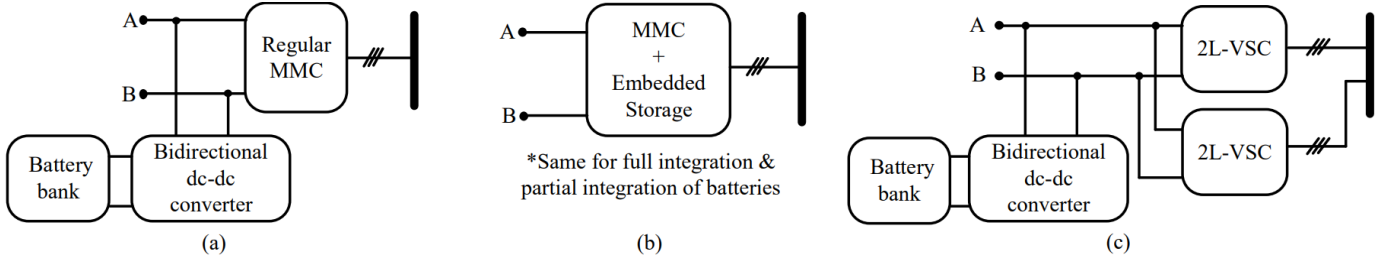 A
B
Regular
MMC
Battery
bank
Bidirectional
dc-dc
converter
(a)
A
B
MMC
+
Embedded
Storage
*Same for full integration &
partial integration of batteries
(b)
A
B
2L-VSC
2L-VSC
Battery
bank
Bidirectional
dc-dc
converter
(c)